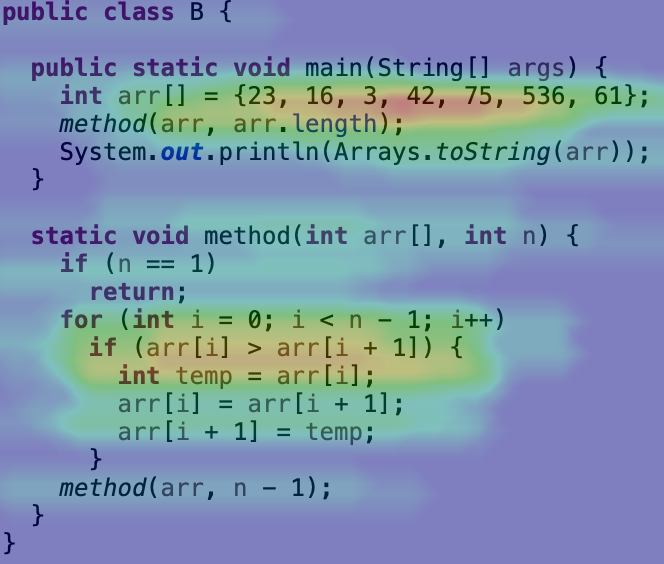 public class B {
public static void main(String[] args) {
int arr[] = {23, 16, 3, 42, 75, 536, 61};
method(arr, arr.length);
System.out.println(Arrays.toString(arr));
}
static void method(int arr[], int n) {
if (n == 1)
return;
for (int i = 0; i < n - 1; i++)
if (arr[i] > arr[i + 1]) {
int temp = arr[i];
arr[i] = arr[i + 1];
arr[i + 1] = temp;
}
method(arr, n - 1);
}
}